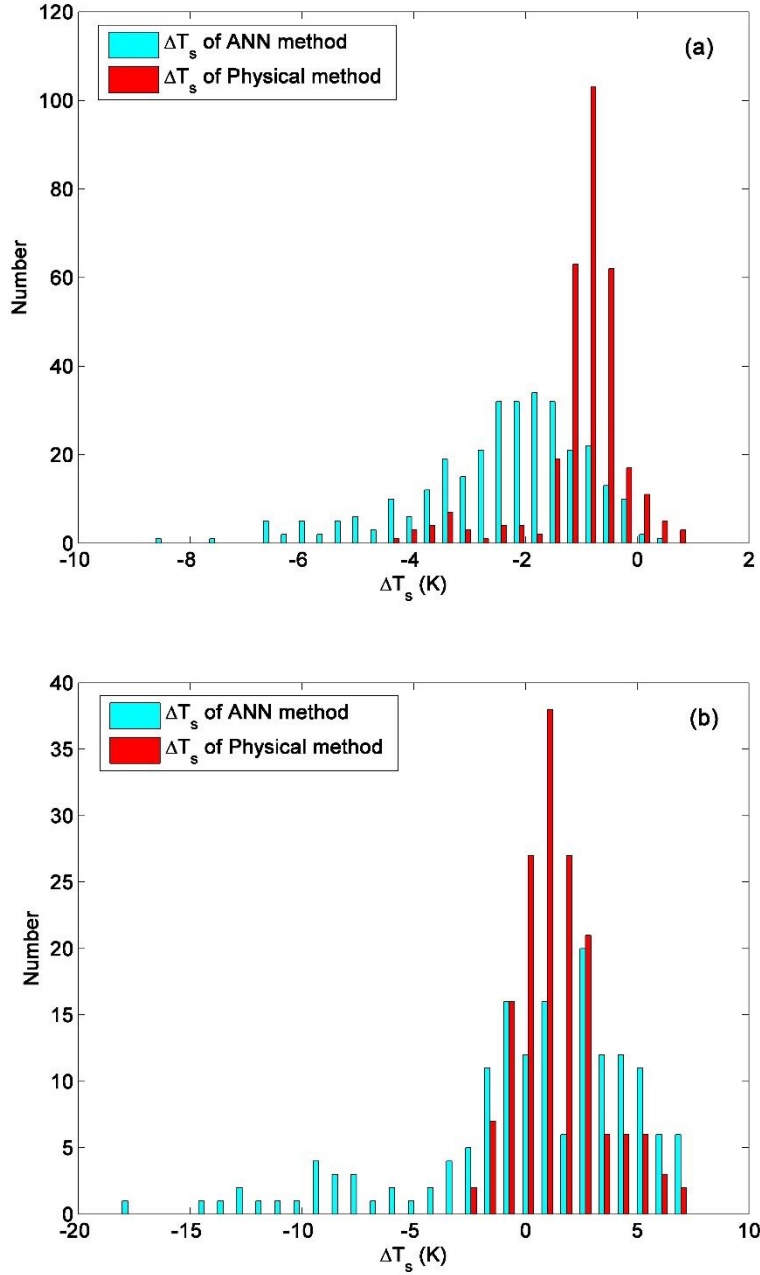 120
ΔTs of ANN method
(a)
ΔTs of Physical method
100
80
Number
60
40
20
0
-10 -8 -6 -4 -2 0 2
ΔTs (K)
40
ΔTs of ANN method
(b)
ΔTs of Physical method
35
30
25
Number
20
15
10
5
0
-20 -15 -10 -5 0 5 10
ΔTs (K)